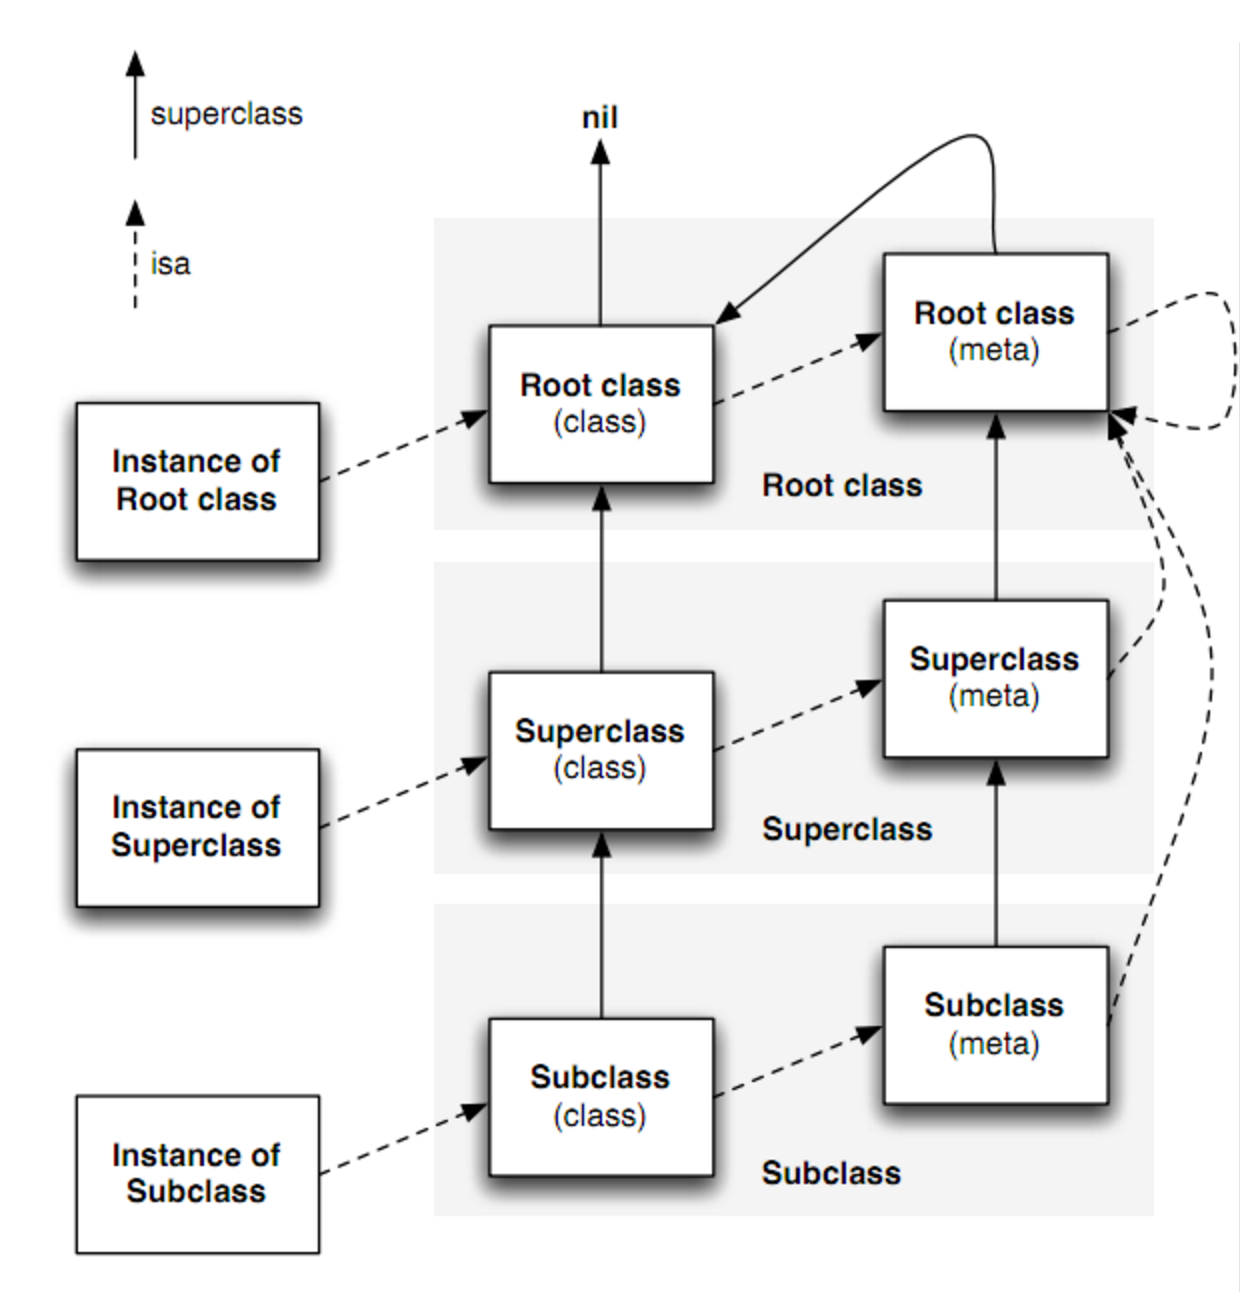 superclass
nil
isa
Root class
(meta)
Root class
(class)
Instance of
Root class
Root class
Superclass
(meta)
Superclass
(class)
Instance of
Superclass
Superclass
Subclass
(meta)
Subclass
(class)
Instance of
Subclass
Subclass